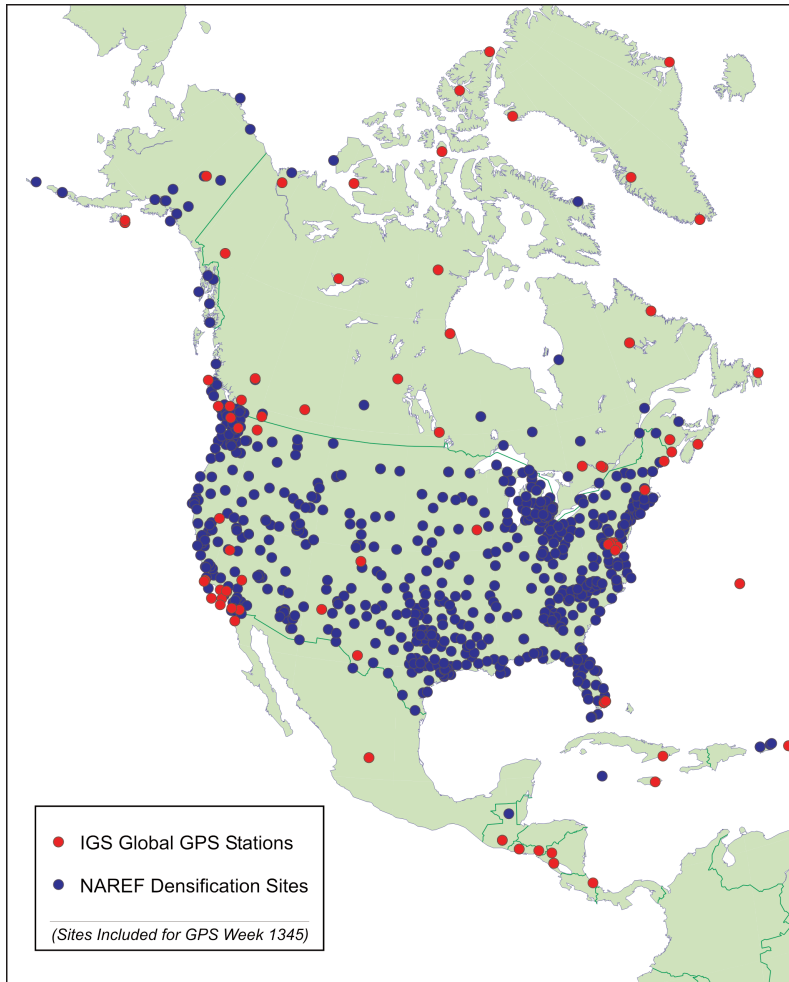 IGS Global GPS Stations
NAREF Densification Sites
(Sites Included for GPS Week 1345)